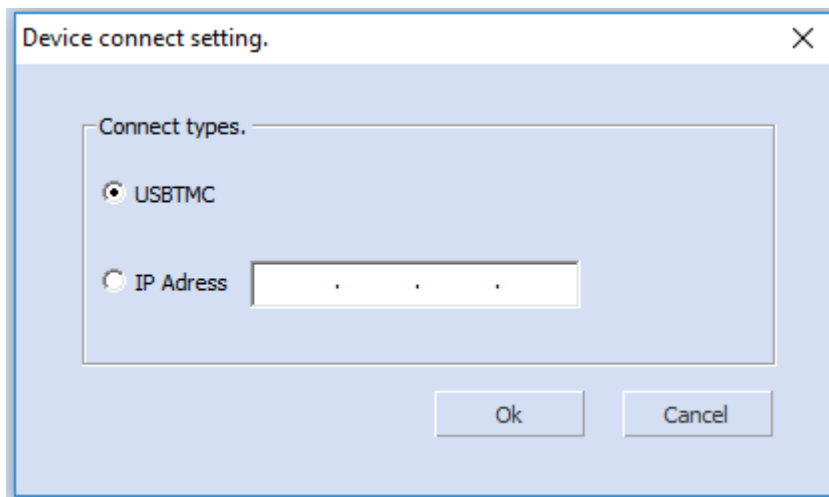 Device connect setting.
Connect types.
USBTMC
IP Adress . . .
Ok Cancel